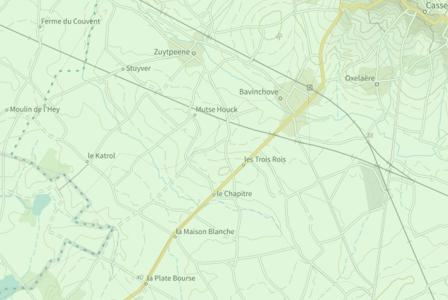 Casse
Ferme du Couvent
Zuytpeene
Stuyver
Oxelaëre
Bavinchove
Moulin de l'Hey
Mutse Houck
le Katrol
les Trois Rois
le Chapitre
la Maison Blanche
la Plate Bourse